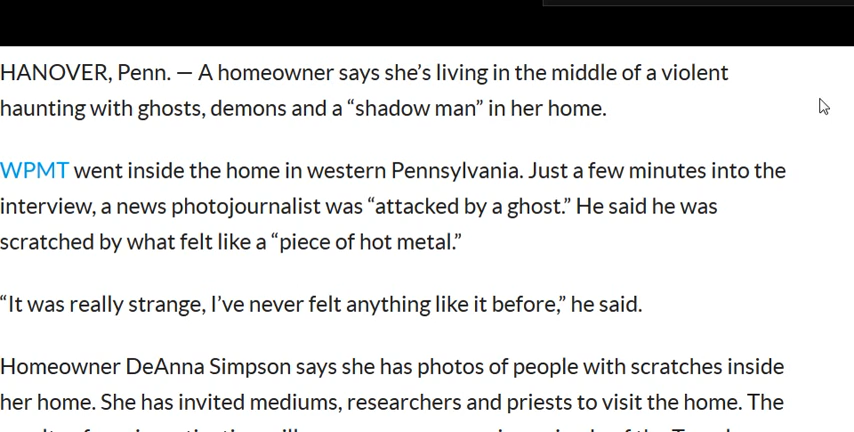 HANOVER, Penn. — A homeowner says she’s living in the middle of a violent
haunting with ghosts, demons and a “shadow man” in her home.
WPMT went inside the home in western Pennsylvania. Just a few minutes into the
interview, a news photojournalist was “attacked by a ghost.” He said he was
scratched by what felt like a “piece of hot metal.”
“It was really strange, I’ve never felt anything like it before,” he said.
Homeowner DeAnna Simpson says she has photos of people with scratches inside
her home. She has invited mediums, researchers and priests to visit the home. The